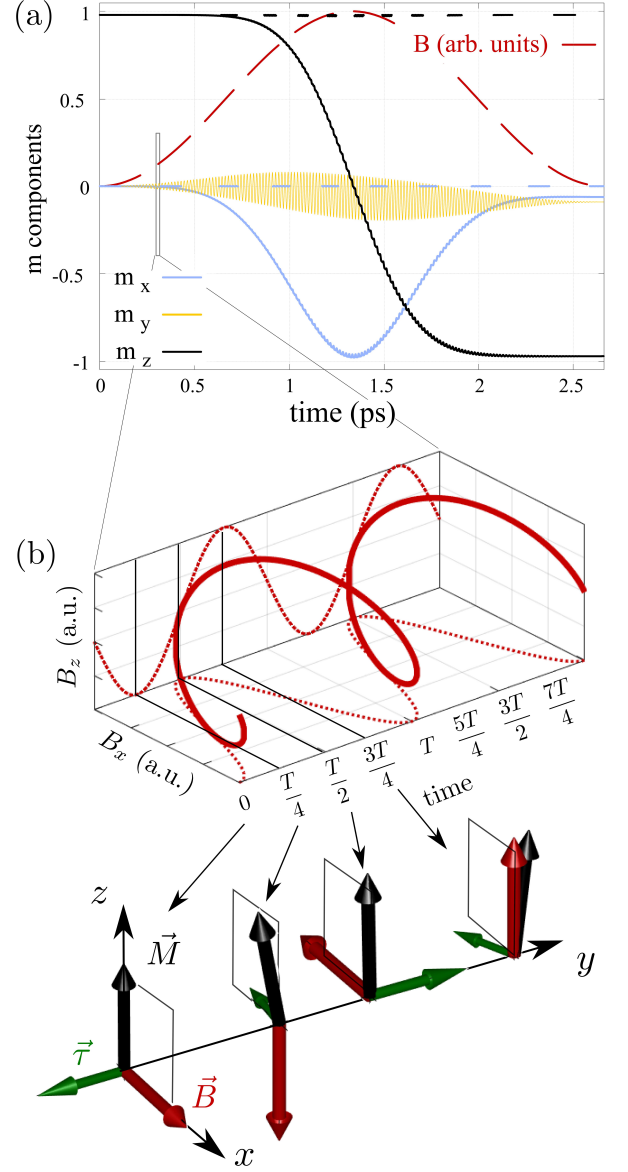 (a)
1
B (arb. units)
0.5
0
-0.5
-1
m components
m x
m y
m z
0 0.5 1 1.5 2 2.5
time (ps)
(b)
B_z (a.u.)
B_x (a.u.)
0 T/4 T/2 3T/4 T 5T/4 3T/2 7T/4
time
z
M⃗
y
τ⃗
B⃗
x